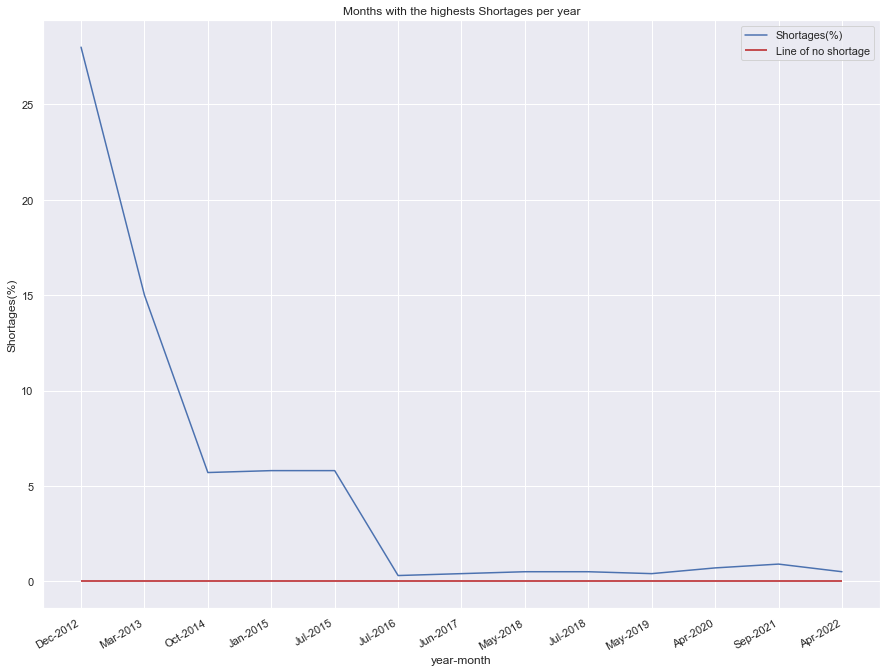 Months with the highests Shortages per year
Shortages(%)
Line of no shortage
25
20
15
10
5
0
Shortages(%)
Dec-2012
Mar-2013
Oct-2014
Jan-2015
Jul-2015
Jul-2016
Jun-2017
May-2018
Jul-2018
May-2019
Apr-2020
Sep-2021
Apr-2022
year-month